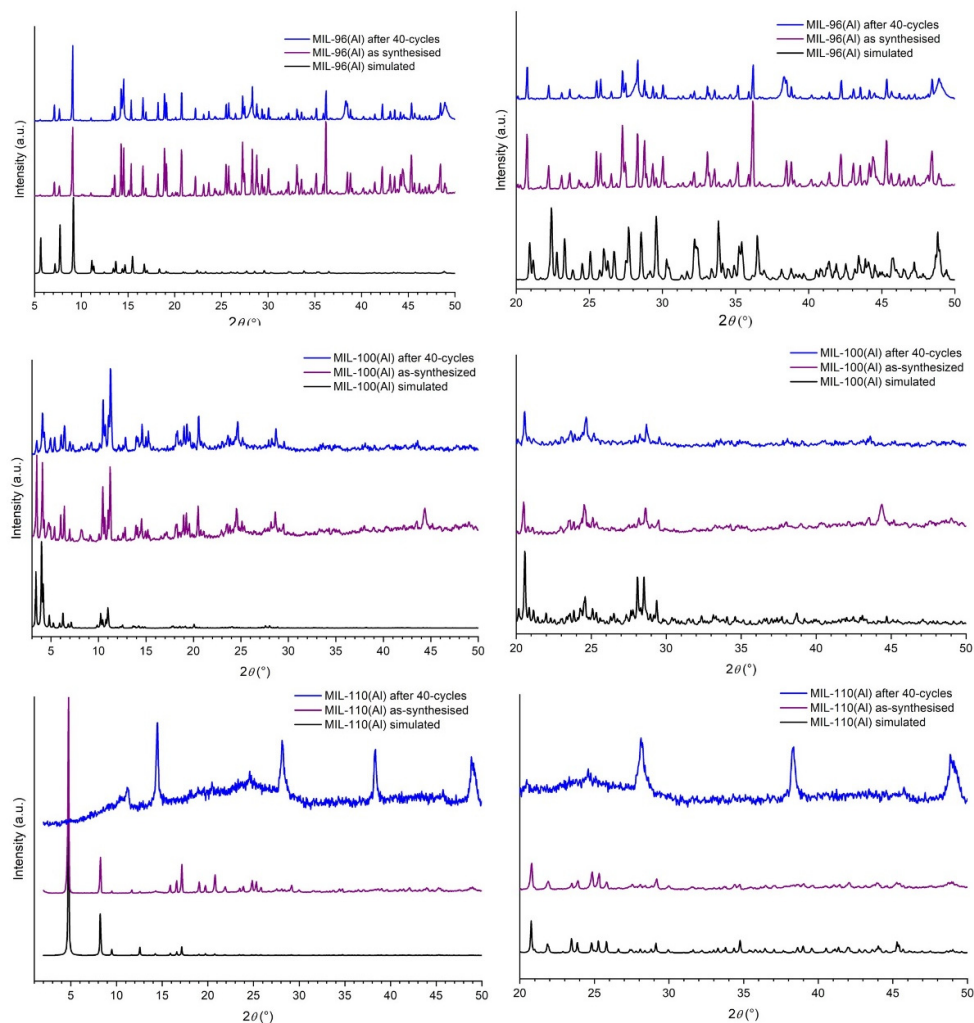 MIL-96(Al) after 40-cycles
MIL-96(Al) as synthesised
MIL-96(Al) simulated
Intensity (a.u.)
5 10 15 20 25 30 35 40 45 50
2θ(°)
MIL-96(Al) after 40-cycles
MIL-96(Al) as synthesised
MIL-96(Al) simulated
Intensity (a.u.)
20 25 30 35 40 45 50
2θ(°)
MIL-100(Al) after 40-cycles
MIL-100(Al) as-synthesized
MIL-100(Al) simulated
Intensity (a.u.)
5 10 15 20 25 30 35 40 45 50
2θ(°)
MIL-100(Al) after 40-cycles
MIL-100(Al) as-synthesized
MIL-100(Al) simulated
20 25 30 35 40 45 50
2θ(°)
MIL-110(Al) after 40-cycles
MIL-110(Al) as-synthesised
MIL-110(Al) simulated
Intensity (a.u.)
5 10 15 20 25 30 35 40 45 50
2θ(°)
MIL-110(Al) after 40-cycles
MIL-110(Al) as-synthesised
MIL-110(Al) simulated
20 25 30 35 40 45 50
2θ(°)